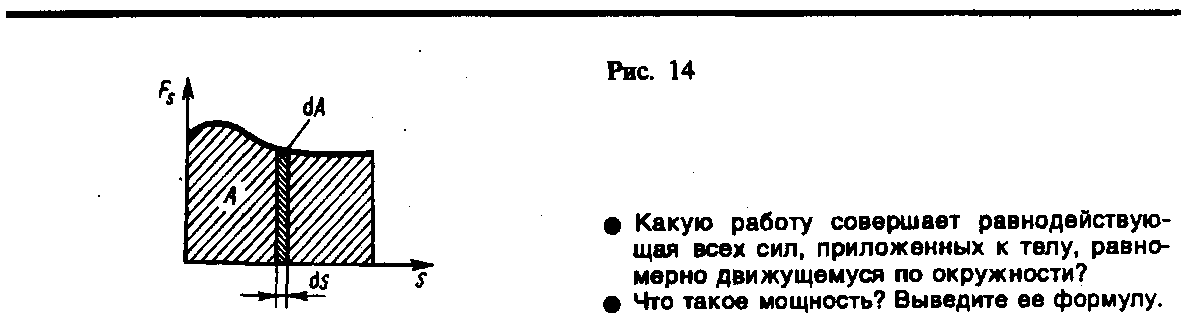 Рис. 14
Fs
dA
A
ds
s
● Какую работу совершает равнодействую-
щая всех сил, приложенных к телу, равно-
мерно движущемуся по окружности?
● Что такое мощность? Выведите ее формулу.